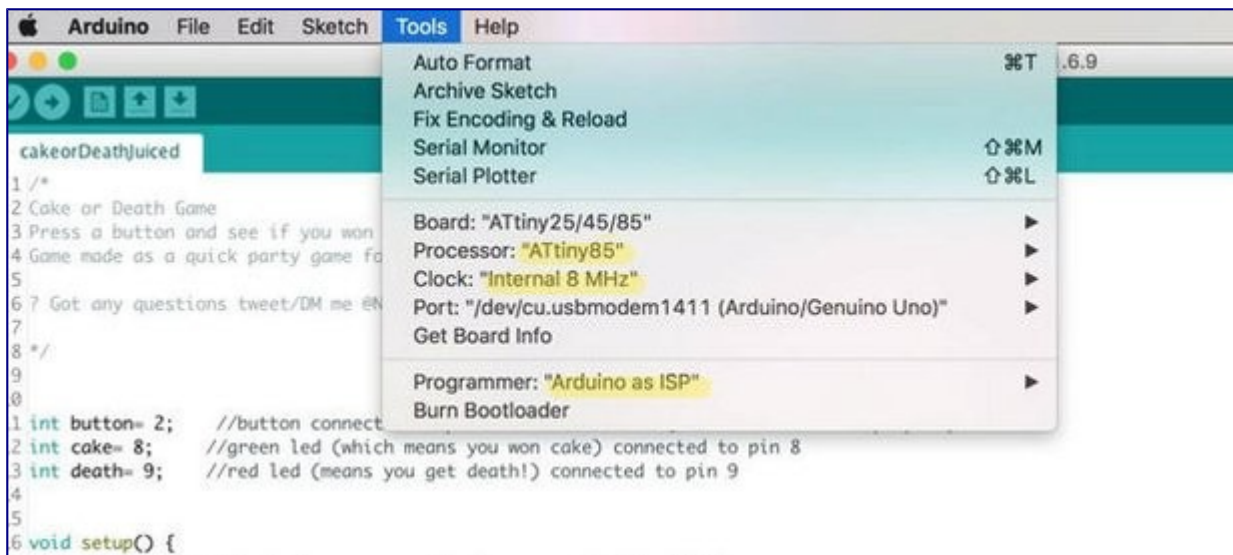 Arduino File Edit Sketch Tools Help
Auto Format ⌘T
.6.9
Archive Sketch
Fix Encoding & Reload
Serial Monitor ⇧⌘M
Serial Plotter ⇧⌘L
Board: "ATtiny25/45/85"
Processor: "ATtiny85"
Clock: "Internal 8 MHz"
Port: "/dev/cu.usbmodem1411 (Arduino/Genuino Uno)"
Get Board Info
Programmer: "Arduino as ISP"
Burn Bootloader
cakeorDeathJuiced
1 /*
2 Cake or Death Game
3 Press a button and see if you won
4 Game made as a quick party game fo
5
6 ? Got any questions tweet/DM me @N
7
8 */
9
0
1 int button= 2; //button connect
2 int cake= 8; //green led (which means you won cake) connected to pin 8
3 int death= 9; //red led (means you get death!) connected to pin 9
4
5
6 void setup() {